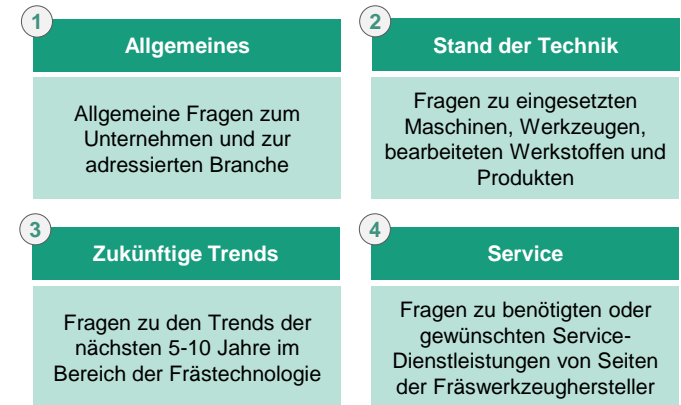 1
Allgemeines
Allgemeine Fragen zum
Unternehmen und zur
adressierten Branche
2
Stand der Technik
Fragen zu eingesetzten
Maschinen, Werkzeugen,
bearbeiteten Werkstoffen und
Produkten
3
Zukünftige Trends
Fragen zu den Trends der
nächsten 5-10 Jahre im
Bereich der Frästechnologie
4
Service
Fragen zu benötigten oder
gewünschten Service-
Dienstleistungen von Seiten
der Fräswerkzeughersteller